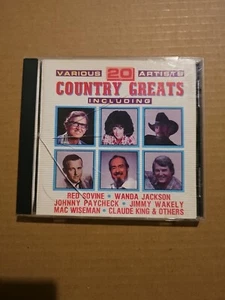 VARIOUS 20 ARTISTS
COUNTRY GREATS
INCLUDING
RED SOVINE • WANDA JACKSON
JOHNNY PAYCHECK • JIMMY WAKELY
MAC WISEMAN • CLAUDE KING & OTHERS